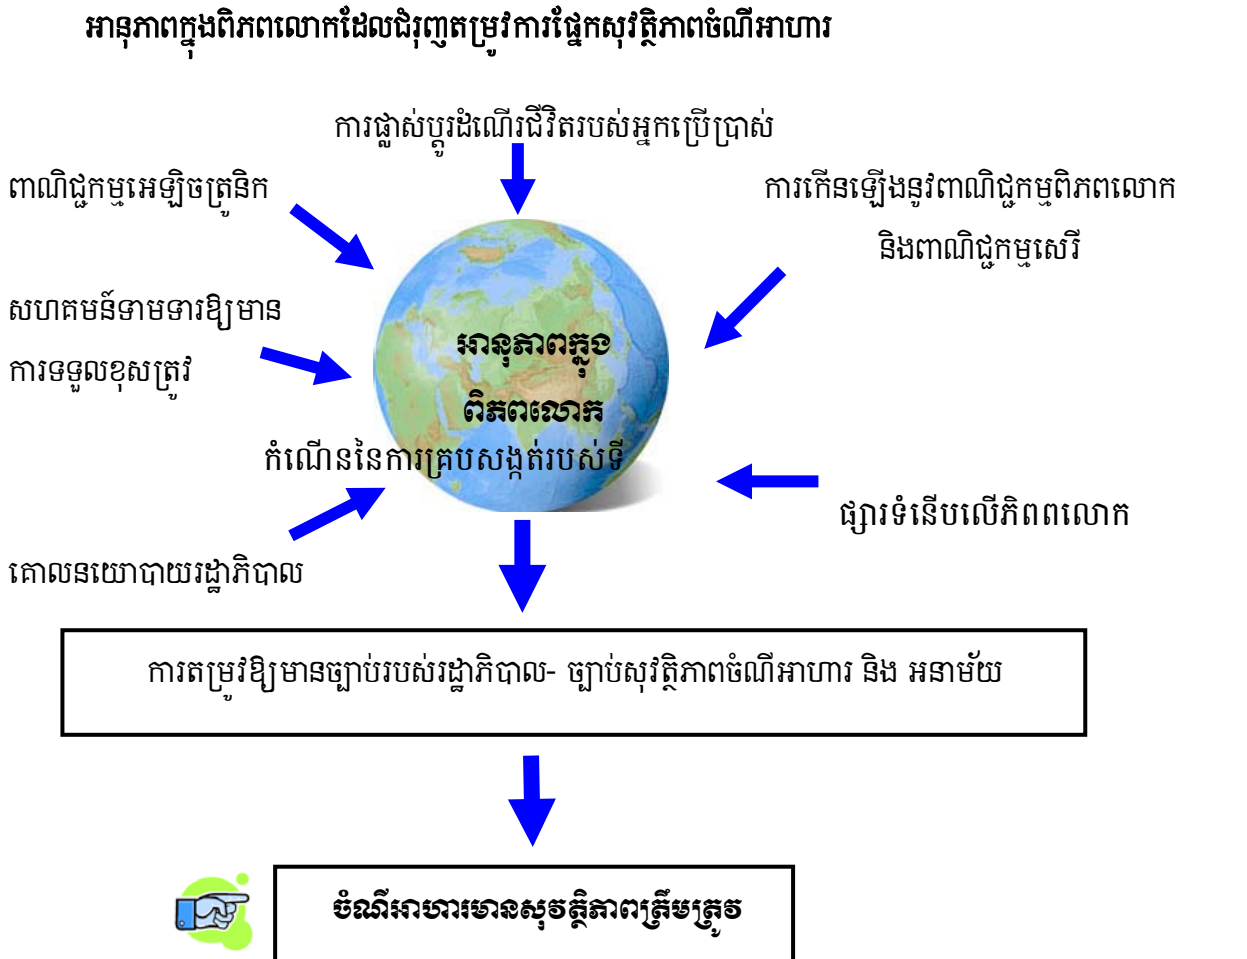 អានុភាពក្នុងពិភពលោកដែលជំរុញតម្រូវការផ្នែកសុវត្ថិភាពចំណីអាហារ
ការផ្លាស់ប្តូរដំណើរជីវិតរបស់អ្នកប្រើប្រាស់
ពាណិជ្ជកម្មអេឡិចត្រូនិក
ការកើនឡើងនូវពាណិជ្ជកម្មពិភពលោក
និងពាណិជ្ជកម្មសេរី
សហគមន៍ទាមទារឱ្យមាន
ការទទួលខុសត្រូវ
អានុភាពក្នុង
ពិភពលោក
កំណើននៃការគ្របសង្កត់របស់ទី
ផ្សារទំនើបលើភិពពលោក
គោលនយោបាយរដ្ឋាភិបាល
ការតម្រូវឱ្យមានច្បាប់របស់រដ្ឋាភិបាល- ច្បាប់សុវត្ថិភាពចំណីអាហារ និង អនាម័យ
ចំណីអាហារមានសុវត្ថិភាពត្រឹមត្រូវ